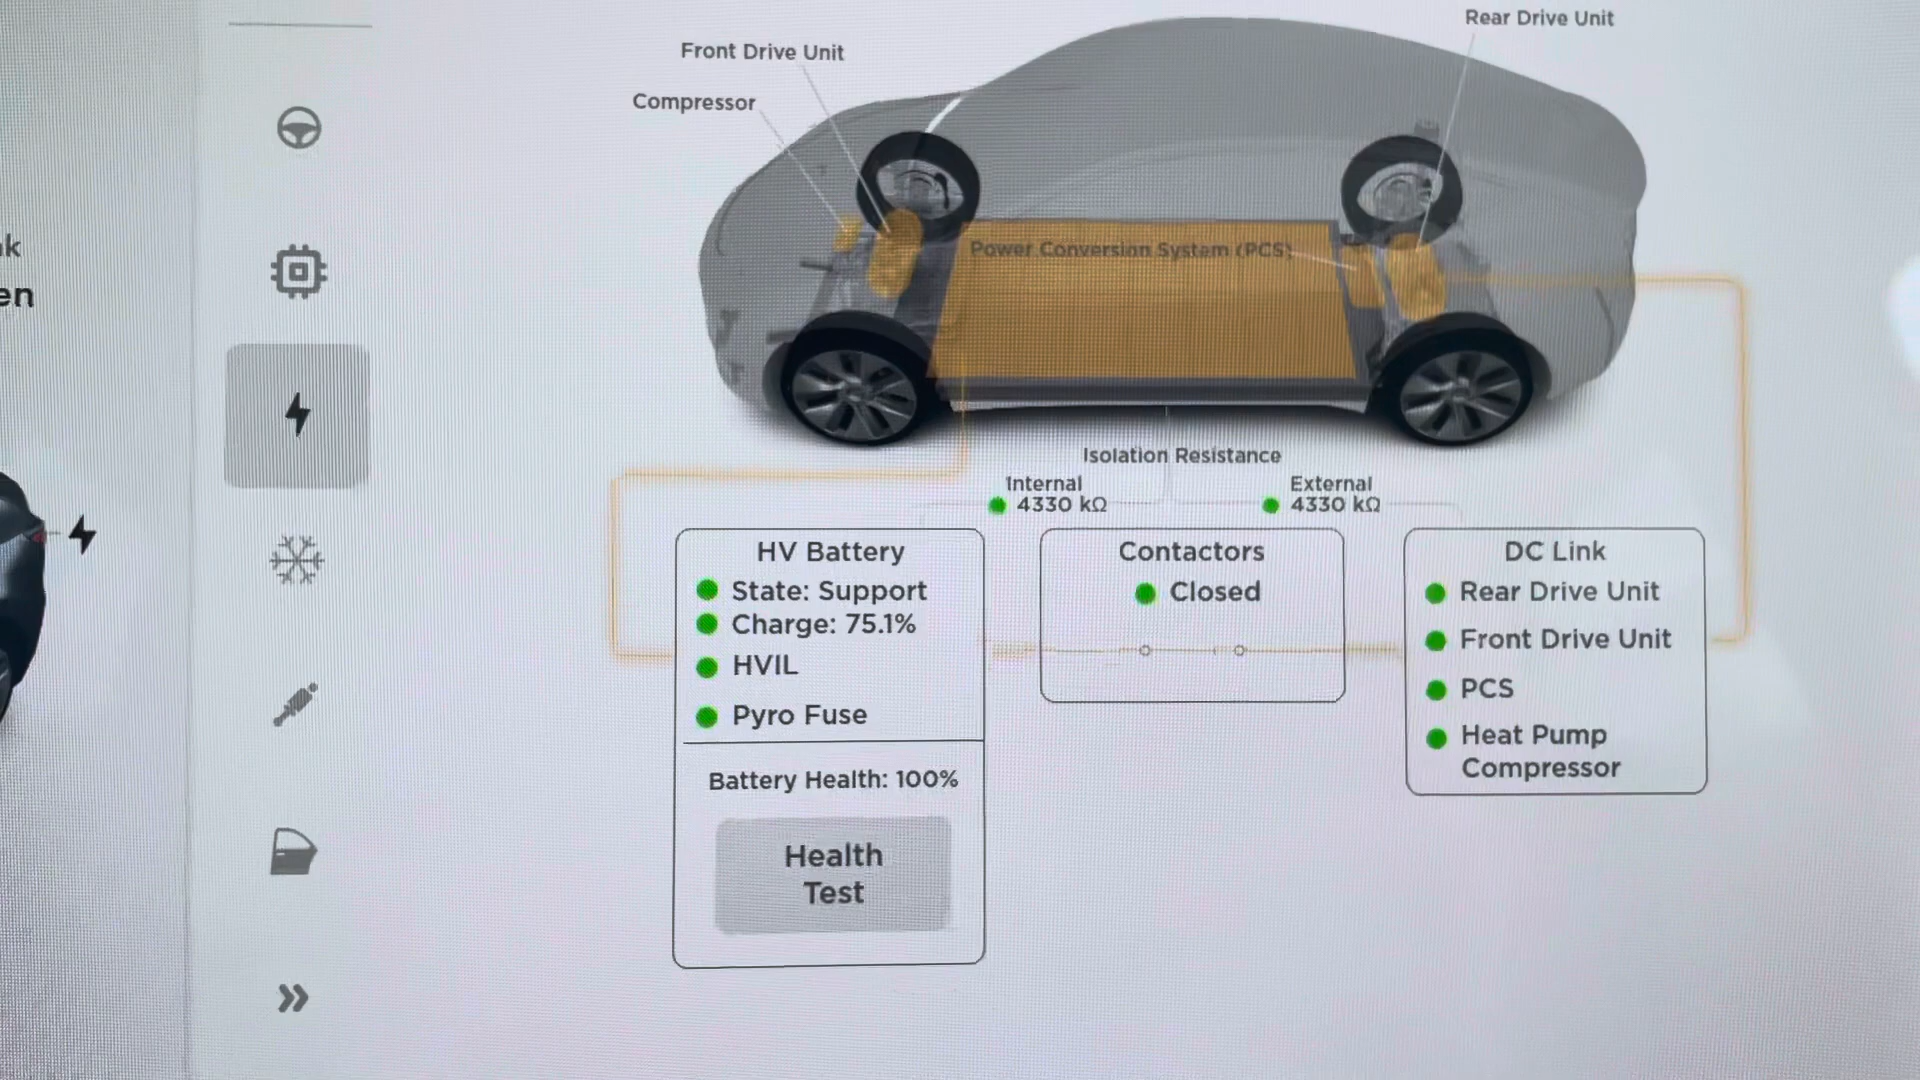 Rear Drive Unit
Front Drive Unit
Compressor
Power Conversion System (PCS)
en
Isolation Resistance
Internal
4330 kΩ
External
4330 kΩ
HV Battery
State: Support
Charge: 75.1%
HVIL
Pyro Fuse
Battery Health: 100%
Health
Test
Contactors
Closed
DC Link
Rear Drive Unit
Front Drive Unit
PCS
Heat Pump
Compressor